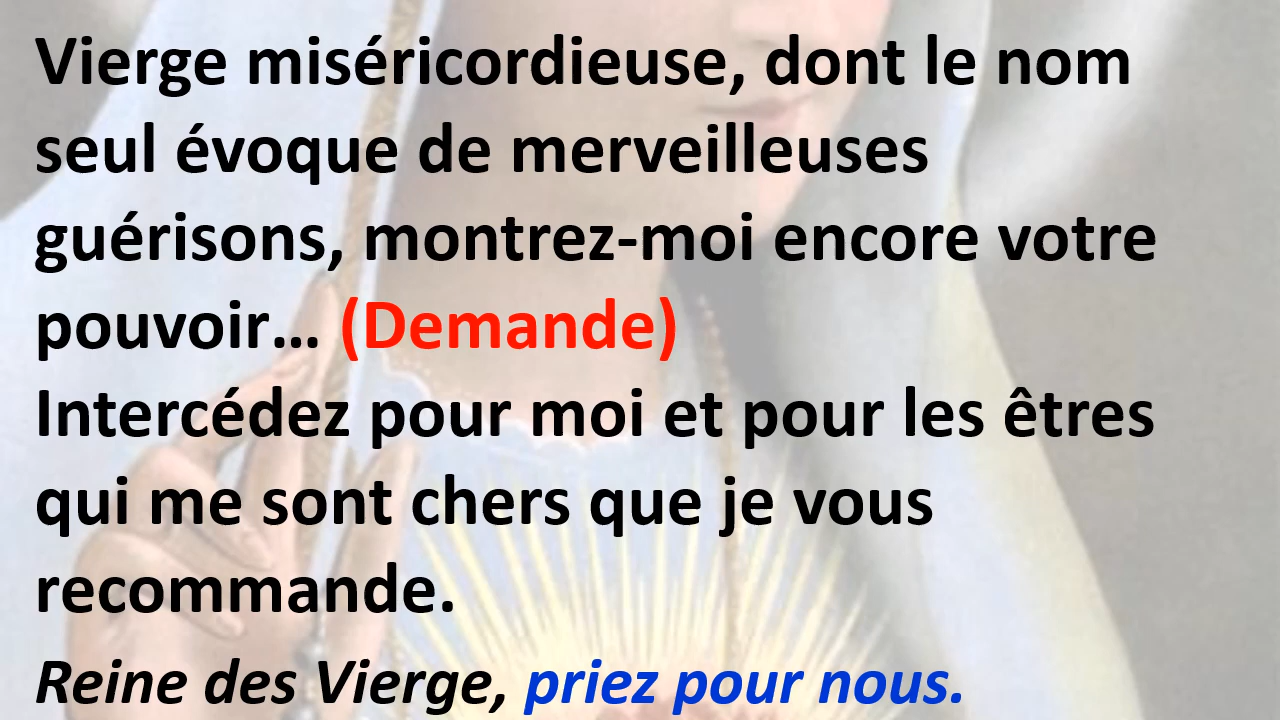 Vierge miséricordieuse, dont le nom
seul évoque de merveilleuses
guérisons, montrez-moi encore votre
pouvoir… (Demande)
Intercédez pour moi et pour les êtres
qui me sont chers que je vous
recommande.
Reine des Vierge, priez pour nous.